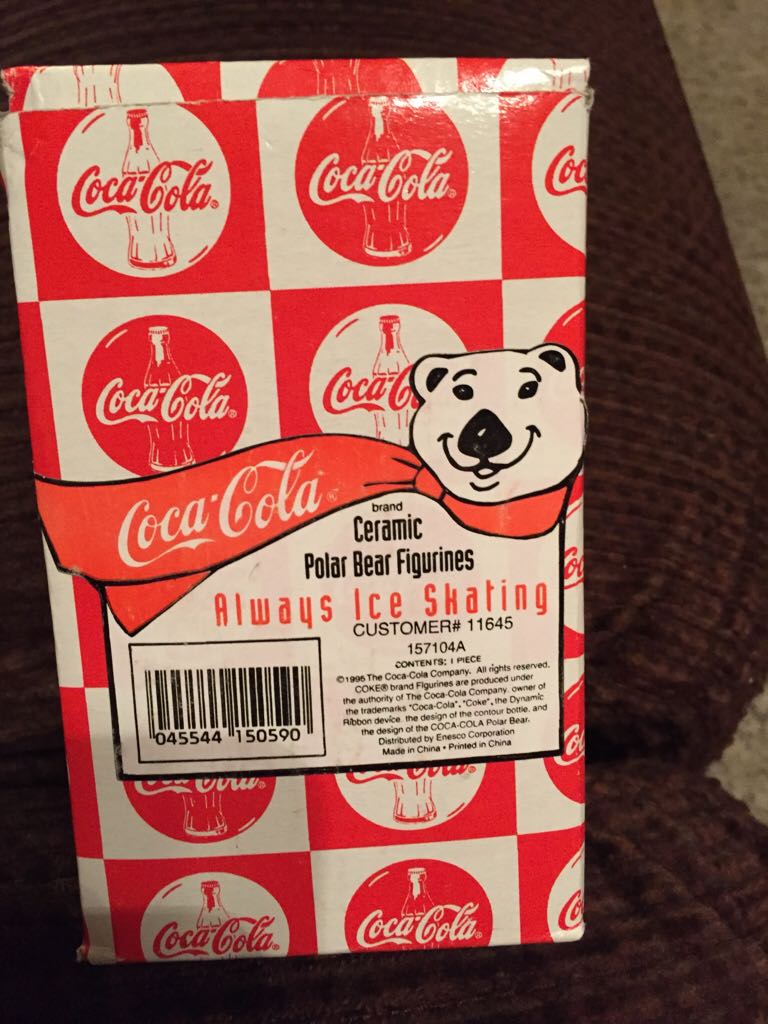 Coca-Cola®
Coca-Cola®
Coca-Cola®
Coca-C
Coca-Cola®
brand
Ceramic
Polar Bear Figurines
Always Ice Skating
CUSTOMER# 11645
157104A
CONTENTS: 1 PIECE
©1995 The Coca-Cola Company. All rights reserved.
COKE® brand Figurines are produced under
the authority of The Coca-Cola Company, owner of
the trademarks "Coca-Cola", "Coke", the Dynamic
Ribbon device, the design of the contour bottle, and
the design of the COCA-COLA Polar Bear.
Distributed by Enesco Corporation
Made in China • Printed in China
045544 150590
Coca-Cola®
Coca-Cola®